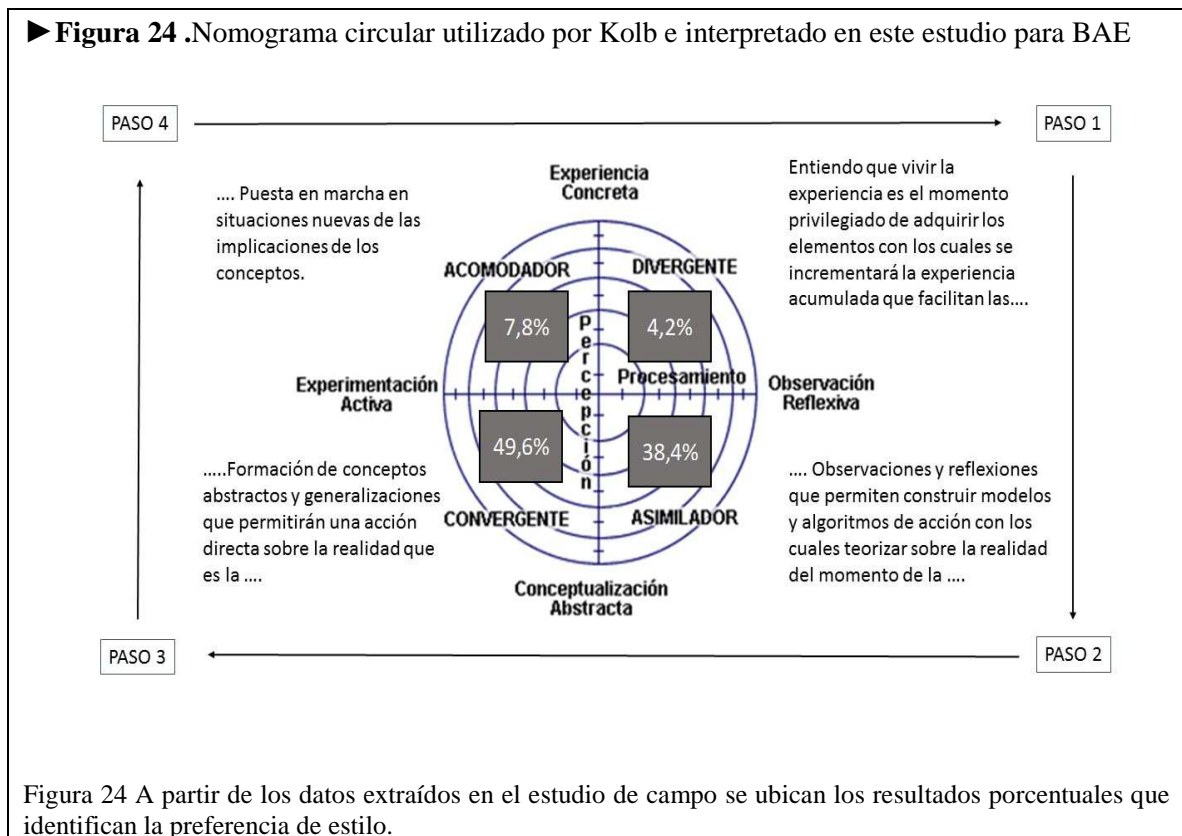 ►Figura 24 .Nomograma circular utilizado por Kolb e interpretado en este estudio para BAE
PASO 4
PASO 1
.... Puesta en marcha en
situaciones nuevas de las
implicaciones de los
conceptos.
Experiencia
Concreta
Entiendo que vivir la
experiencia es el momento
privilegiado de adquirir los
elementos con los cuales se
incrementará la experiencia
acumulada que facilitan las....
ACOMODADOR
DIVERGENTE
7,8%
4,2%
Percepción
Procesamiento
Experimentación
Activa
Observación
Reflexiva
49,6%
38,4%
.....Formación de conceptos
abstractos y generalizaciones
que permitirán una acción
directa sobre la realidad que
es la ....
CONVERGENTE
ASIMILADOR
.... Observaciones y reflexiones
que permiten construir modelos
y algoritmos de acción con los
cuales teorizar sobre la realidad
del momento de la ....
Conceptualización
Abstracta
PASO 3
PASO 2
Figura 24 A partir de los datos extraídos en el estudio de campo se ubican los resultados porcentuales que
identifican la preferencia de estilo.